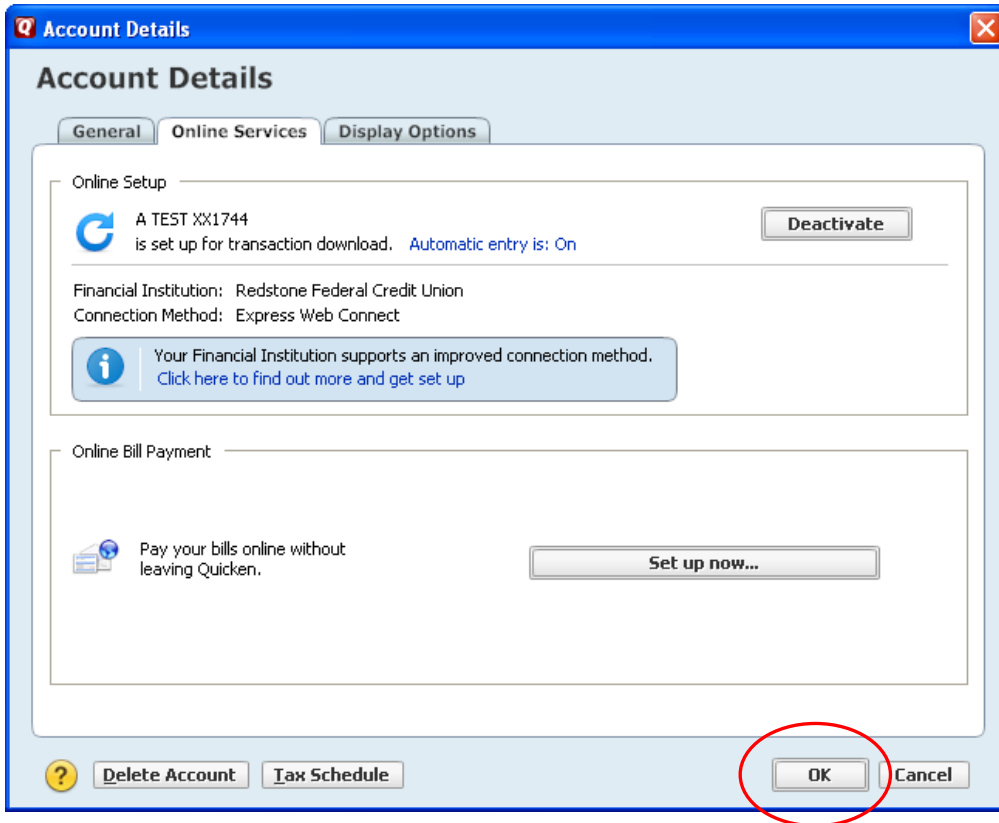 Account Details
Account Details
General Online Services Display Options
Online Setup
A TEST XX1744
is set up for transaction download. Automatic entry is: On
Deactivate
Financial Institution: Redstone Federal Credit Union
Connection Method: Express Web Connect
Your Financial Institution supports an improved connection method.
Click here to find out more and get set up
Online Bill Payment
Pay your bills online without
leaving Quicken.
Set up now...
? Delete Account Tax Schedule OK Cancel